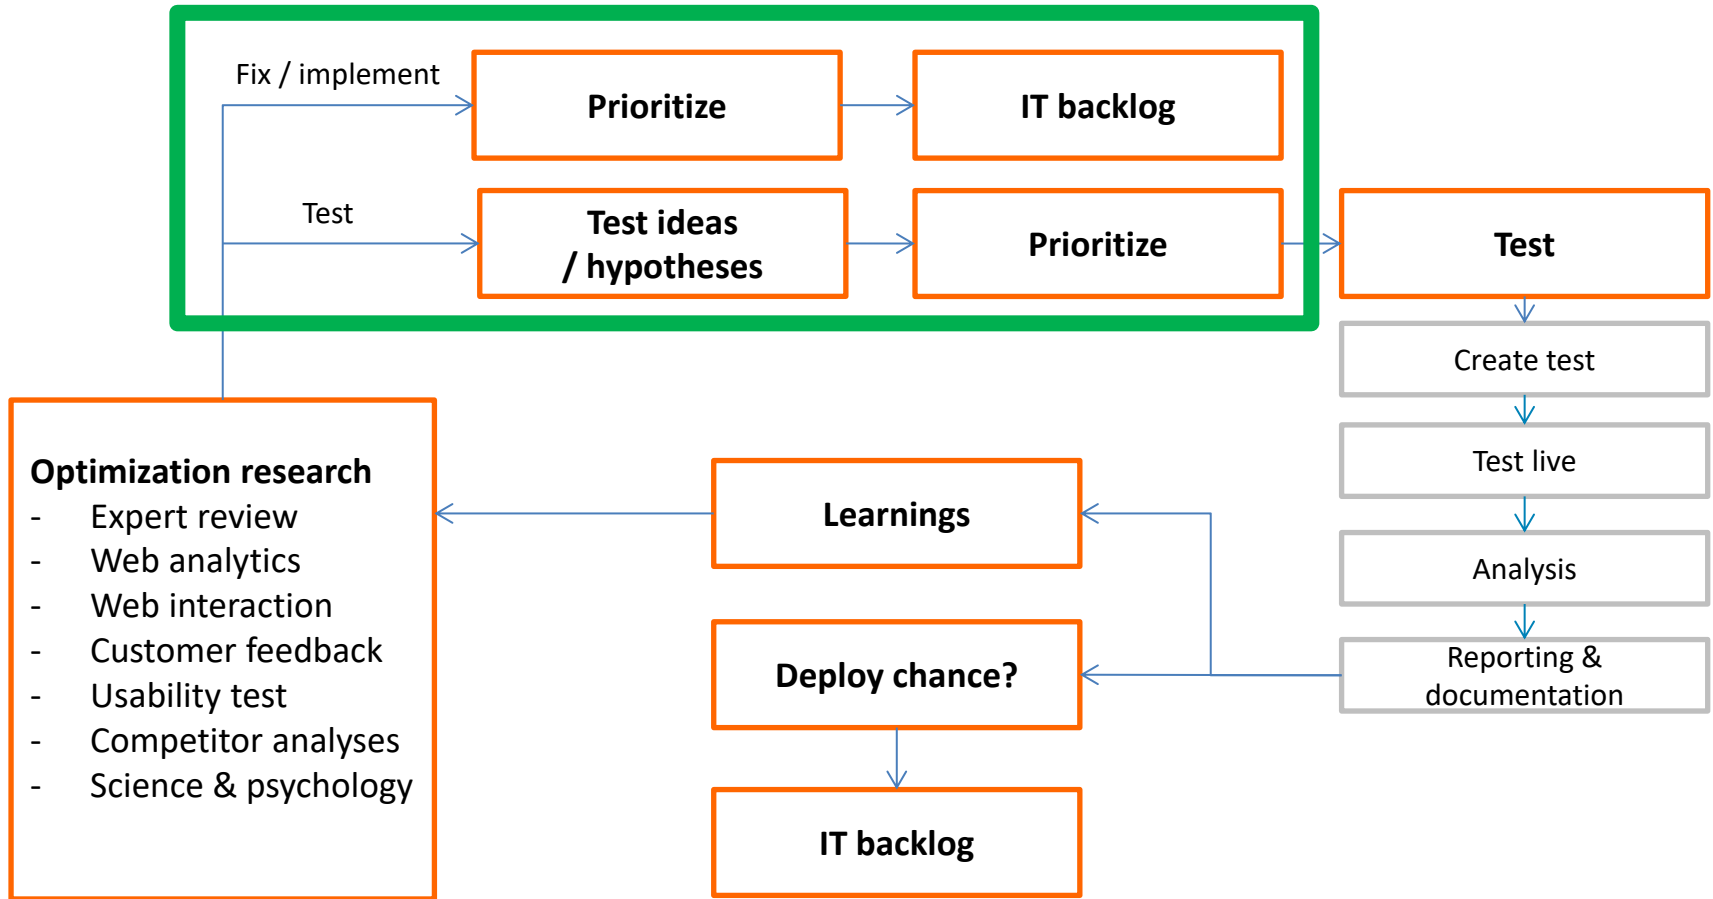 Fix / implement
Prioritize
IT backlog
Test
Test ideas
/ hypotheses
Prioritize
Test
Create test
Test live
Analysis
Reporting &
documentation
Optimization research
- Expert review
- Web analytics
- Web interaction
- Customer feedback
- Usability test
- Competitor analyses
- Science & psychology
Learnings
Deploy chance?
IT backlog